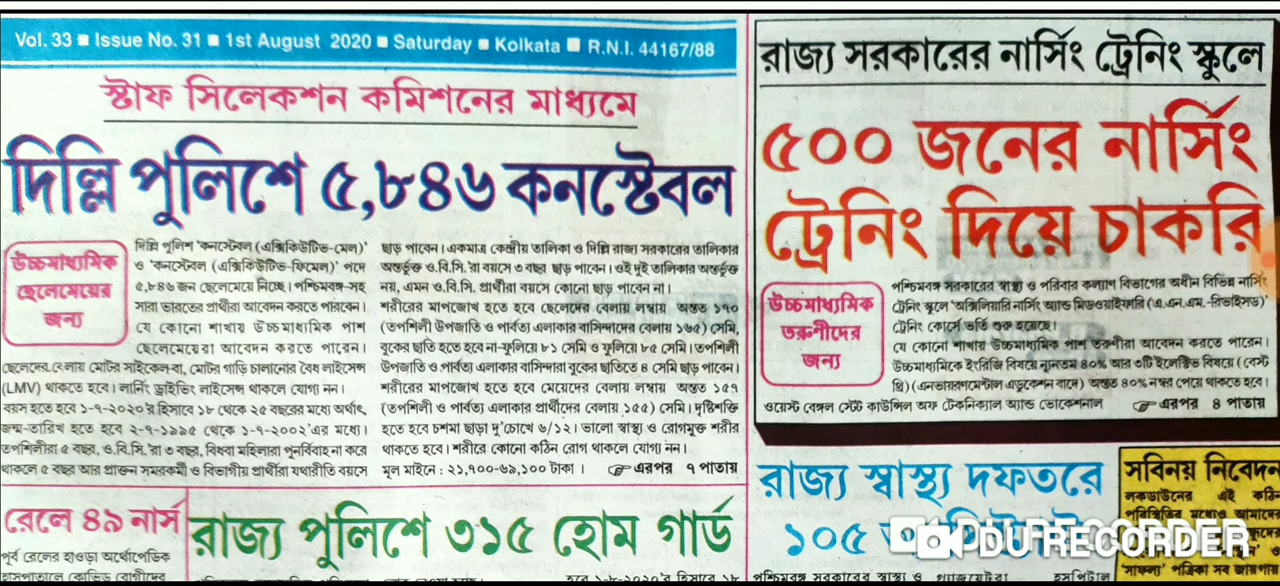 Vol. 33 ■ Issue No. 31 ■ 1st August 2020 ■ Saturday ■ Kolkata ■ R.N.I. 44167/88
স্টাফ সিলেকশন কমিশনের মাধ্যমে
দিল্লি পুলিশে ৫,৮৪৬ কনস্টেবল
উচ্চমাধ্যমিক
ছেলেমেয়ের
জন্য
দিল্লি পুলিশ 'কনস্টেবল (এক্সিকিউটিভ-মেল)'
ও 'কনস্টেবল (এক্সিকিউটিভ-ফিমেল)' পদে
৫,৮৪৬ জন ছেলেমেয়ে নিচ্ছে। পশ্চিমবঙ্গ-সহ
সারা ভারতের প্রার্থীরা আবেদন করতে পারবেন।
যে কোনো শাখায় উচ্চমাধ্যমিক পাশ
ছেলেমেয়েরা আবেদন করতে পারেন।
ছেলেদের বেলায় মোটর সাইকেল বা, মোটর গাড়ি চালানোর বৈধ লাইসেন্স
(LMV) থাকতে হবে। লার্নিং ড্রাইভিং লাইসেন্স থাকলে যোগ্য নন।
বয়স হতে হবে ১-৭-২০২০'র হিসাবে ১৮ থেকে ২৫ বছরের মধ্যে অর্থাৎ,
জন্ম-তারিখ হতে হবে ২-৭-১৯৯৫ থেকে ১-৭-২০০২'এর মধ্যে।
তপশিলীরা ৫ বছর, ও.বি.সি.'রা ৩ বছর, বিধবা মহিলারা পুনর্বিবাহ না করে
থাকলে ৫ বছর আর প্রাক্তন সমরকর্মী ও বিভাগীয় প্রার্থীরা যথারীতি বয়সে
ছাড় পাবেন। একমাত্র কেন্দ্রীয় তালিকা ও দিল্লি রাজ্য সরকারের তালিকার
অন্তর্ভুক্ত ও.বি.সি.'রা বয়সে ৩ বছর ছাড় পাবেন। ওই দুই তালিকার অন্তর্ভুক্ত
নয়, এমন ও.বি.সি. প্রার্থীরা বয়সে কোনো ছাড় পাবেন না।
শরীরের মাপজোখ হতে হবে ছেলেদের বেলায় লম্বায় অন্তত ১৭০
(তপশিলী উপজাতি ও পার্বত্য এলাকার বাসিন্দাদের বেলায় ১৬৫) সেমি,
বুকের ছাতি হতে হবে না-ফুলিয়ে ৮১ সেমি ও ফুলিয়ে ৮৫ সেমি। তপশিলী
উপজাতি ও পার্বত্য এলাকার বাসিন্দারা বুকের ছাতিতে ৪ সেমি ছাড় পাবেন।
শরীরের মাপজোখ হতে হবে মেয়েদের বেলায় লম্বায় অন্তত ১৫৭
(তপশিলী ও পার্বত্য এলাকার প্রার্থীদের বেলায় ১৫৫) সেমি। দৃষ্টিশক্তি
হতে হবে চশমা ছাড়া দু'চোখে ৬/১২। ভালো স্বাস্থ্য ও রোগমুক্ত শরীর
থাকতে হবে। শরীরে কোনো কঠিন রোগ থাকলে যোগ্য নন।
মূল মাইনে : ২১,৭০০-৬৯,১০০ টাকা। ☞ এরপর ৭ পাতায়
রাজ্য সরকারের নার্সিং ট্রেনিং স্কুলে
৫০০ জনের নার্সিং
ট্রেনিং দিয়ে চাকরি
উচ্চমাধ্যমিক
তরুণীদের
জন্য
পশ্চিমবঙ্গ সরকারের স্বাস্থ্য ও পরিবার কল্যাণ বিভাগের অধীন বিভিন্ন নার্সিং
ট্রেনিং স্কুলে 'অক্সিলিয়ারি নার্সিং অ্যান্ড মিডওয়াইফারি (এ.এন.এম.-রিভাইসড)'
ট্রেনিং কোর্সে ভর্তি শুরু হয়েছে।
যে কোনো শাখায় উচ্চমাধ্যমিক পাশ তরুণীরা আবেদন করতে পারেন।
উচ্চমাধ্যমিকে ইংরিজি বিষয়ে ন্যূনতম ৪০% আর ৩টি ইলেক্টিভ বিষয়ে (বেস্ট
থ্রি) (এনভায়রণমেন্টাল এডুকেশন বাদে) অন্তত ৪০% নম্বর পেয়ে থাকতে হবে।
ওয়েস্ট বেঙ্গল স্টেট কাউন্সিল অফ টেকনিক্যাল অ্যান্ড ভোকেশনাল ☞ এরপর ৪ পাতায়
রেলে ৪৯ নার্স
পূর্ব রেলের হাওড়া অর্থোপেডিক
হাসপাতালে কোভিড রোগীদের
রাজ্য পুলিশে ৩১৫ হোম গার্ড
রাজ্য স্বাস্থ্য দফতরে
১০৫
সবিনয় নিবেদন
লকডাউনের এই কঠিন
পরিস্থিতির মধ্যেও আমাদের
'সাফল্য' পত্রিকা সব জায়গায়
DU RECORDER